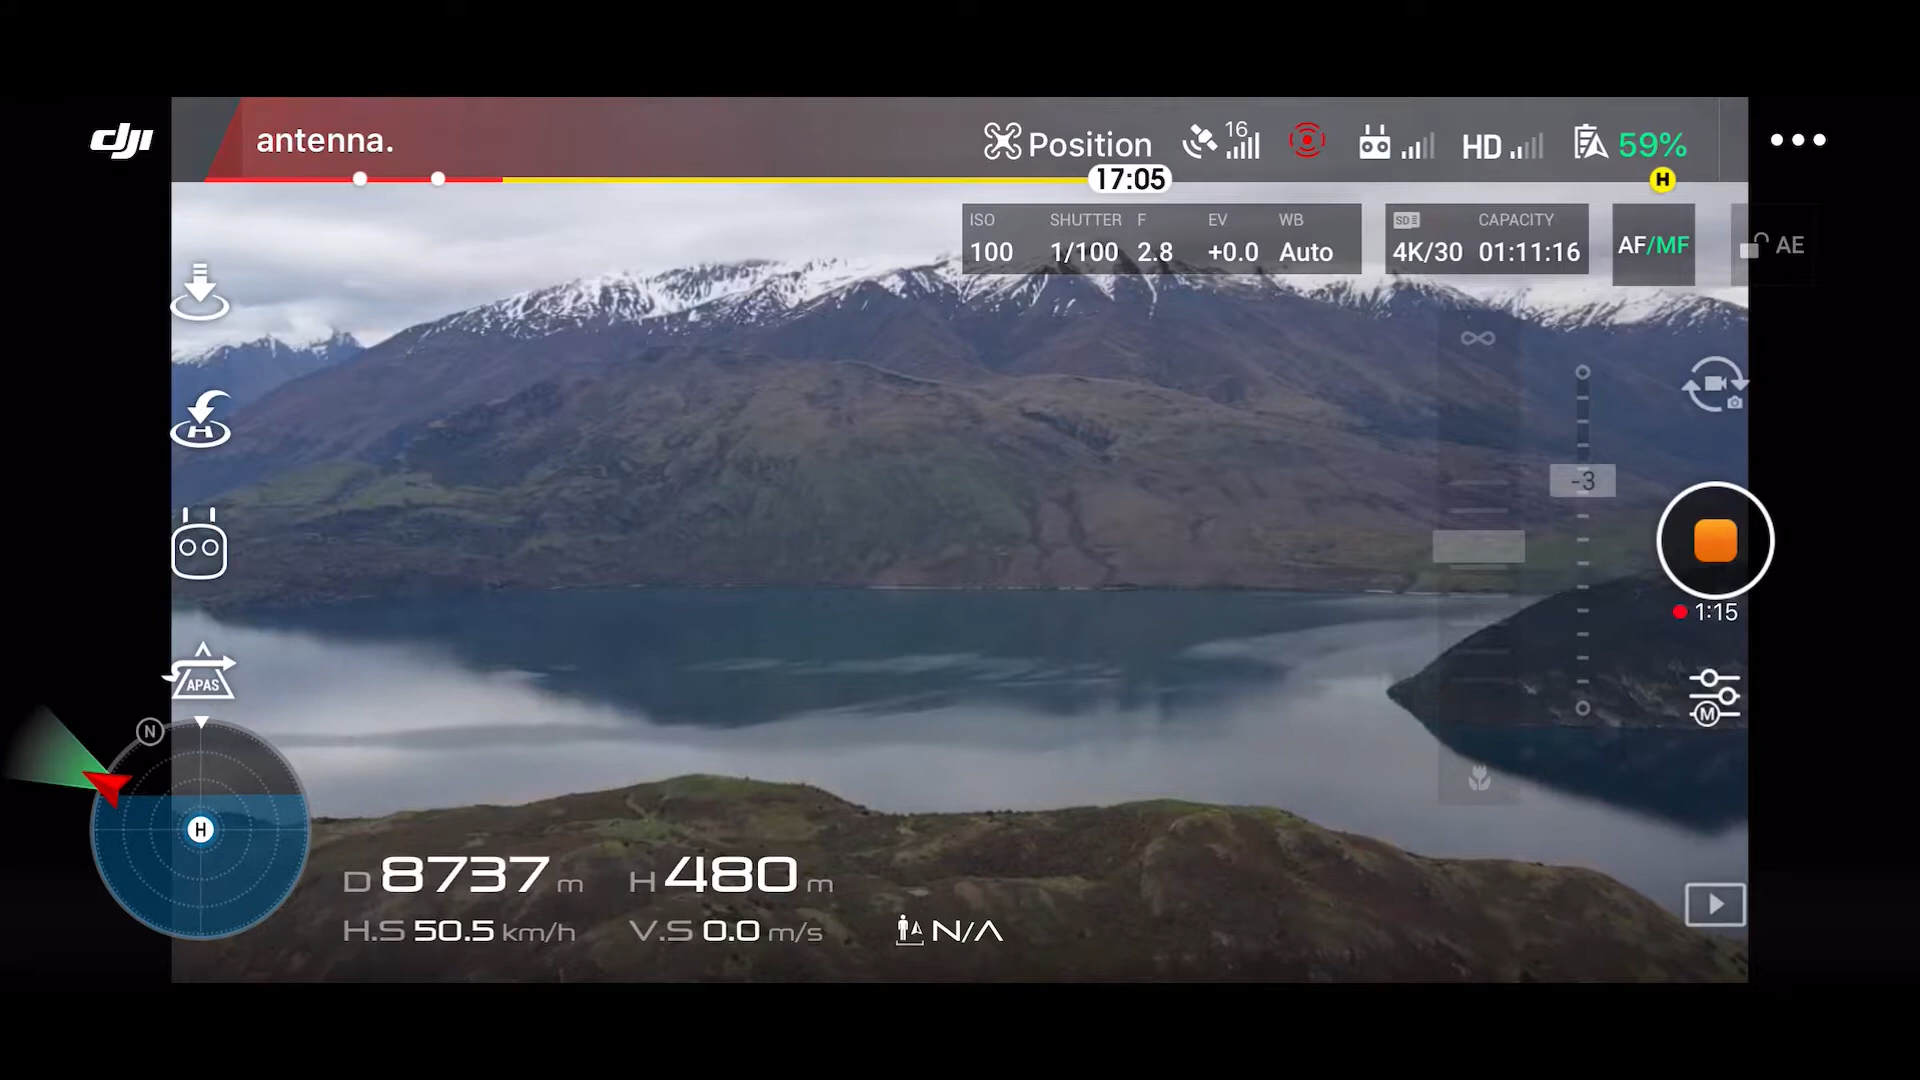 dji
antenna.
Position
16
HD
59%
17:05
H
ISO
100
SHUTTER
1/100
F
2.8
EV
+0.0
WB
Auto
SD
4K/30
CAPACITY
01:11:16
AF/MF
AE
-3
1:15
APAS
M
N
H
D 8737 m
H 480 m
H.S 50.5 km/h
V.S 0.0 m/s
N/A